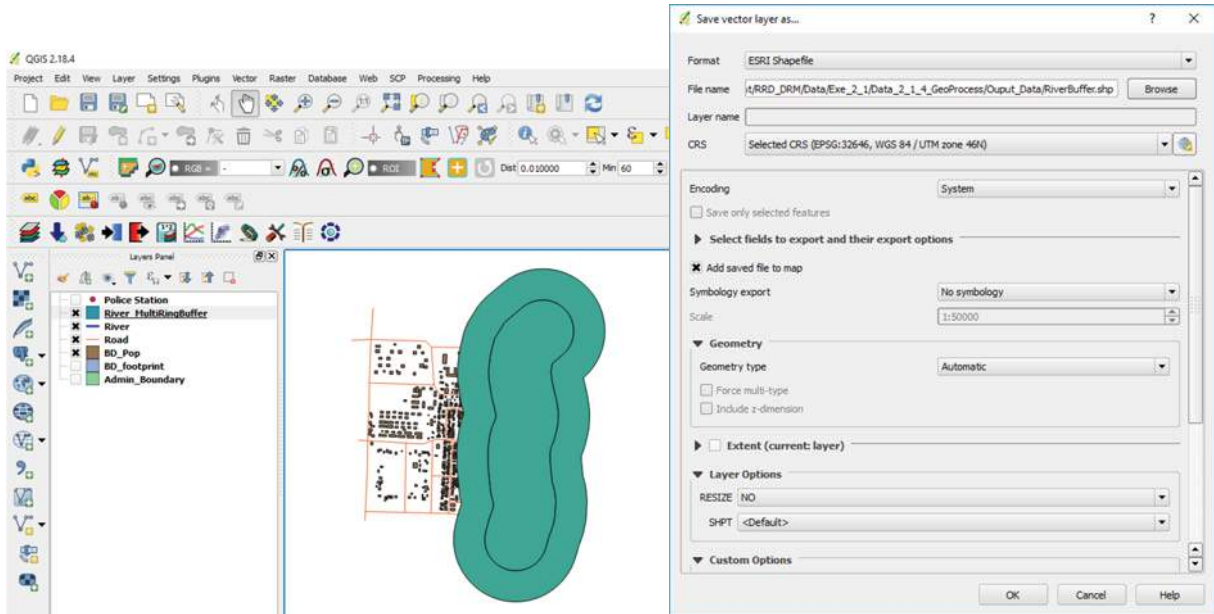 QGIS 2.18.4
Project Edit View Layer Settings Plugins Vector Raster Database Web SCP Processing Help
RGB = -
ROI
Dist 0.010000
Min 60
abc
abc
Layers Panel
Police Station
River_MultiRingBuffer
River
Road
BD_Pop
BD_footprint
Admin_Boundary
Save vector layer as...
? X
Format ESRI Shapefile
File name t/RRD_DRM/Data/Exe_2_1/Data_2_1_4_GeoProcess/Ouput_Data/RiverBuffer.shp Browse
Layer name
CRS Selected CRS (EPSG:32646, WGS 84 / UTM zone 46N)
Encoding System
Save only selected features
Select fields to export and their export options
Add saved file to map
Symbology export No symbology
Scale 1:50000
Geometry
Geometry type Automatic
Force multi-type
Include z-dimension
Extent (current: layer)
Layer Options
RESIZE NO
SHPT <Default>
Custom Options
OK Cancel Help